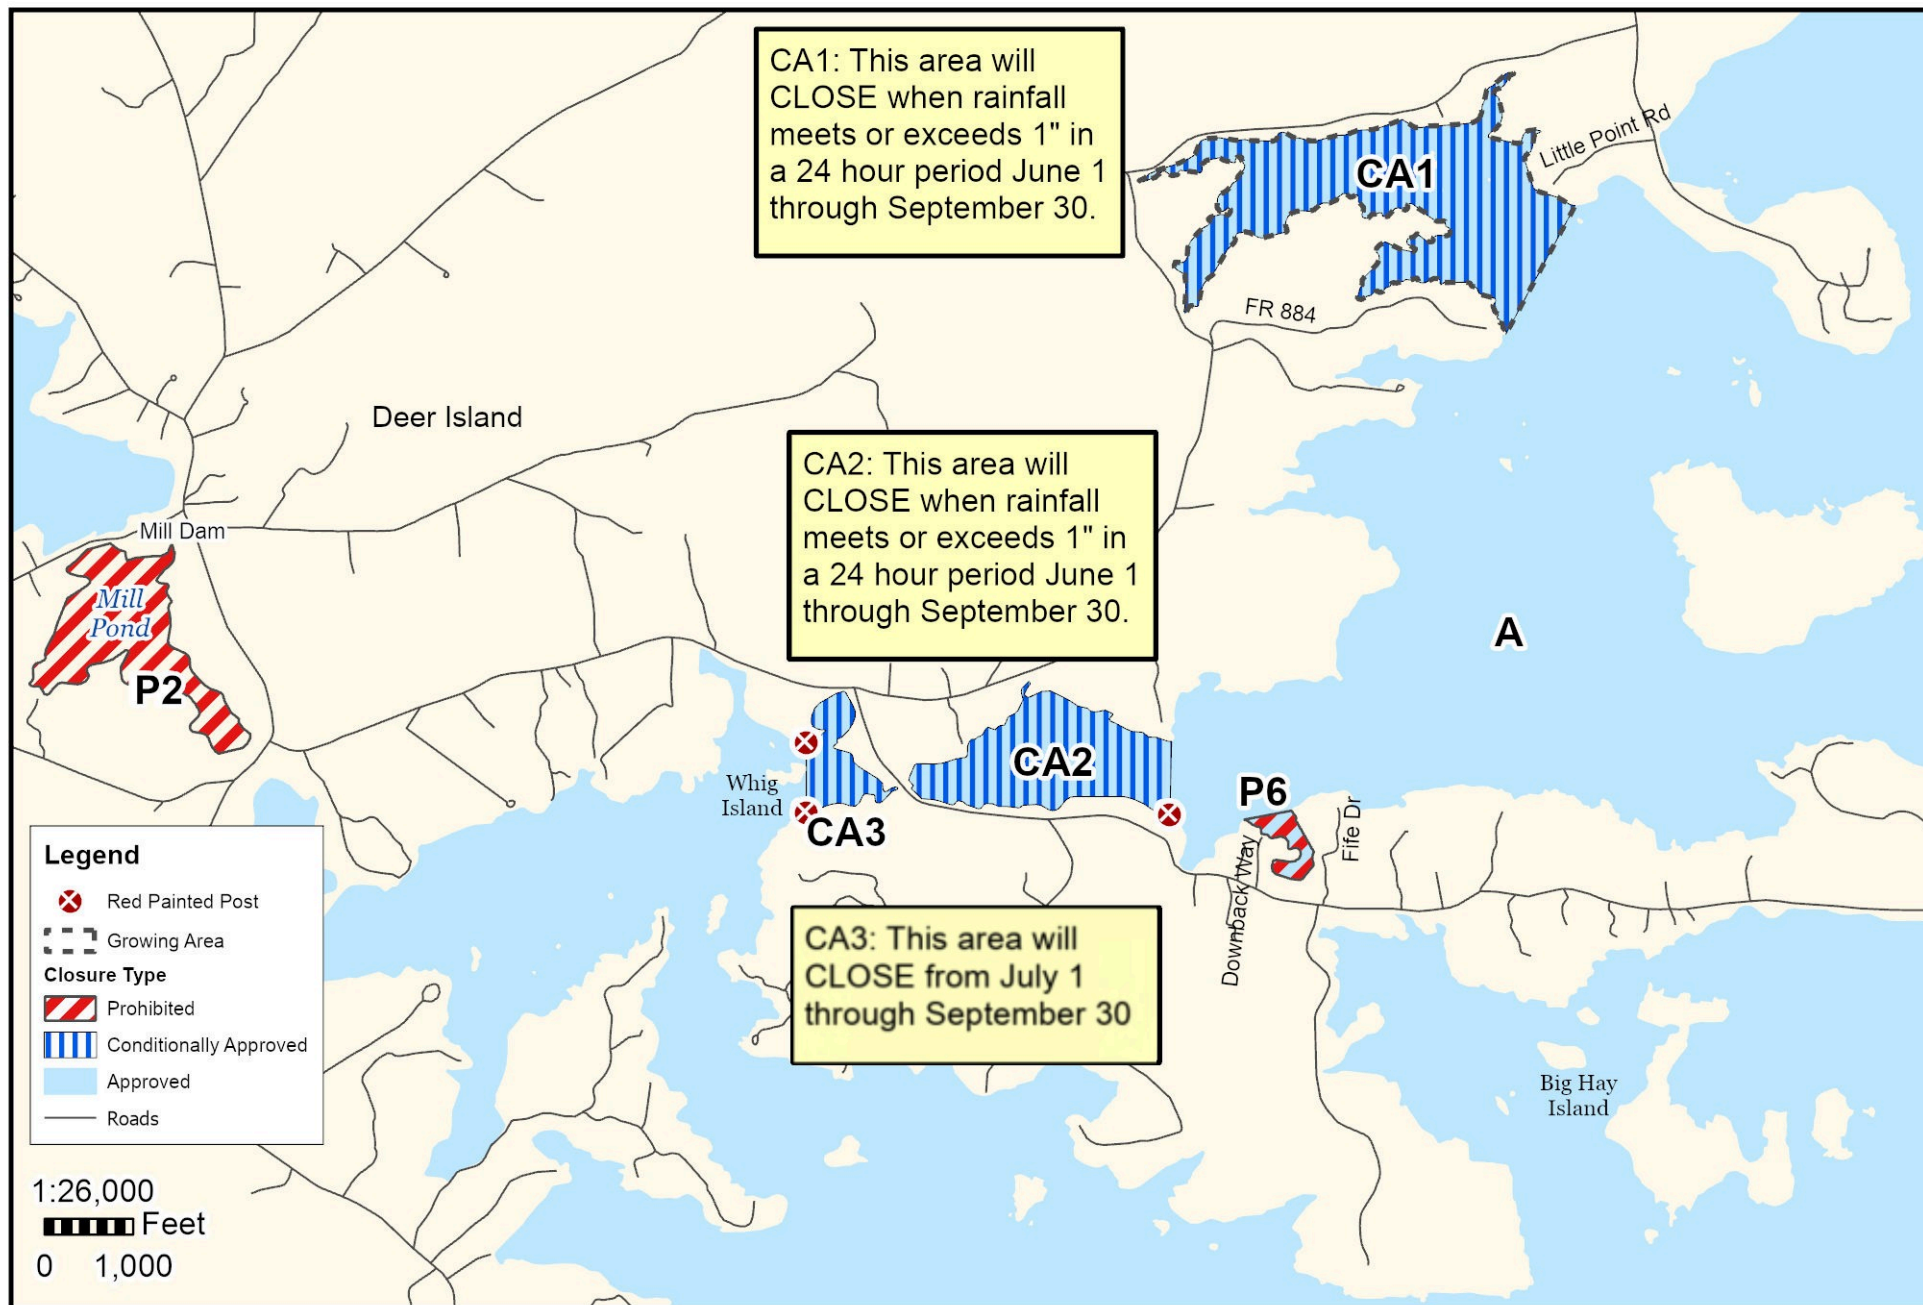 CA1: This area will
CLOSE when rainfall
meets or exceeds 1" in
a 24 hour period June 1
through September 30.
CA1
Little Point Rd
FR 884
Deer Island
CA2: This area will
CLOSE when rainfall
meets or exceeds 1" in
a 24 hour period June 1
through September 30.
Mill Dam
Mill
Pond
P2
A
CA2
Whig
Island
CA3
P6
Downback Way
Fife Dr
CA3: This area will
CLOSE from July 1
through September 30
Big Hay
Island
Legend
Red Painted Post
Growing Area
Closure Type
Prohibited
Conditionally Approved
Approved
Roads
1:26,000
Feet
0 1,000